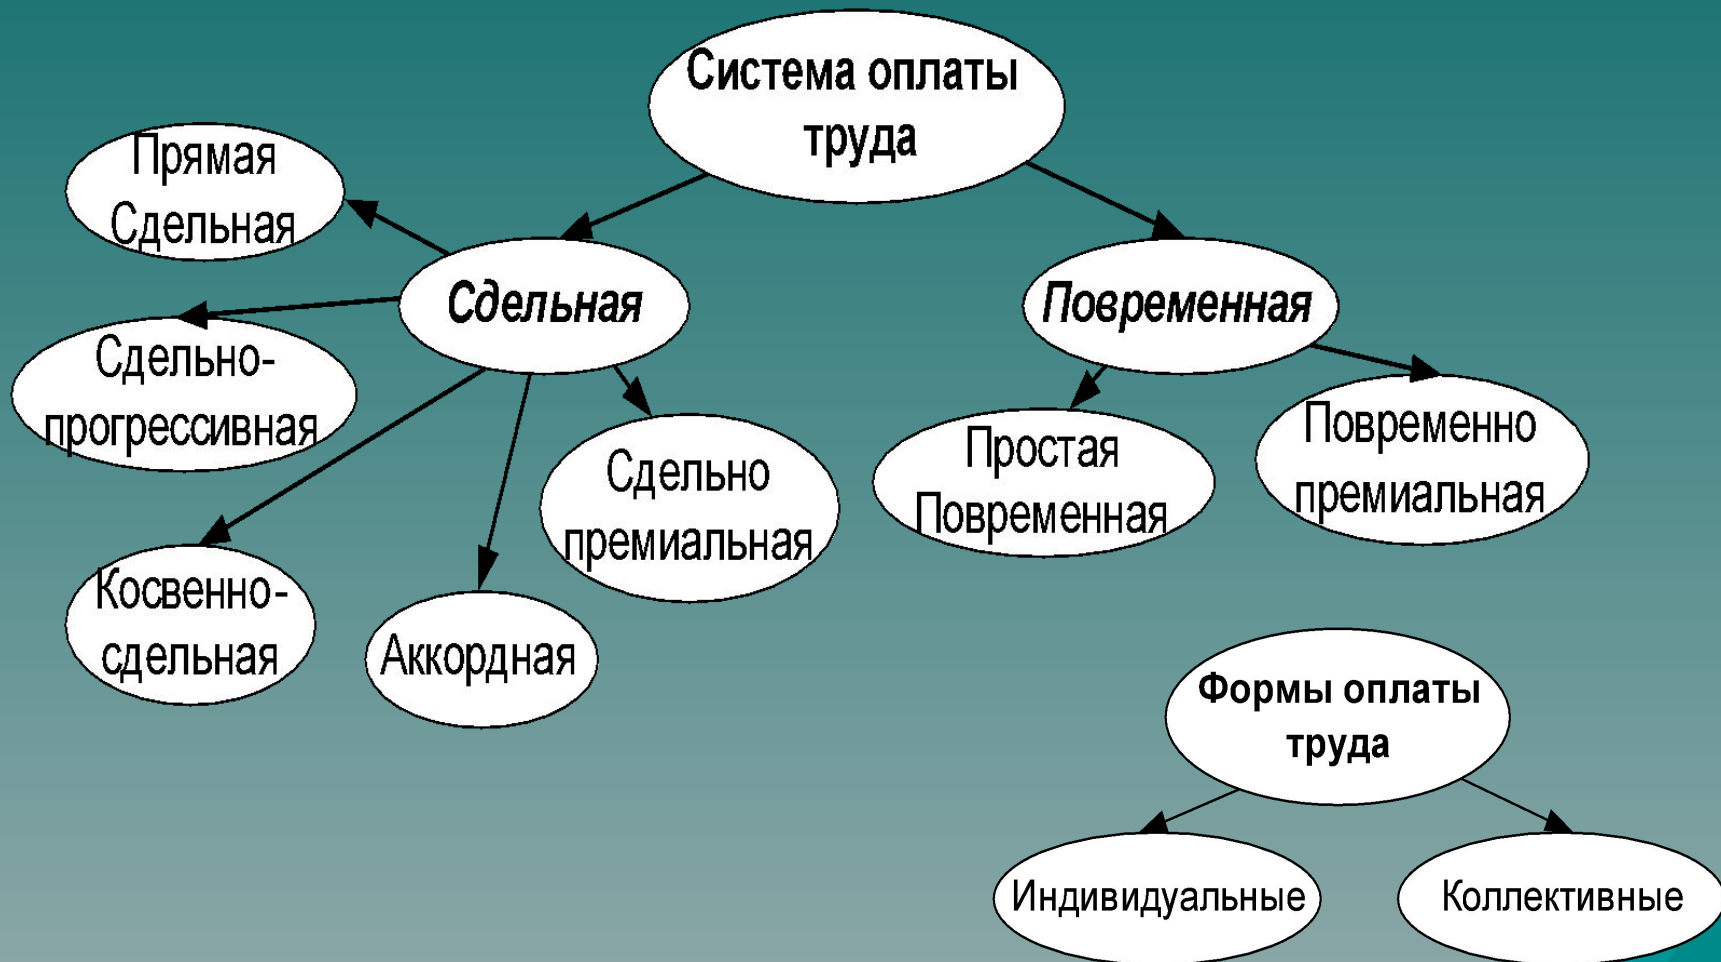 Система оплаты
труда
Прямая
Сдельная
Сдельная
Повременная
Сдельно-
прогрессивная
Сдельно
премиальная
Простая
Повременная
Повременно
премиальная
Косвенно-
сдельная
Аккордная
Формы оплаты
труда
Индивидуальные
Коллективные